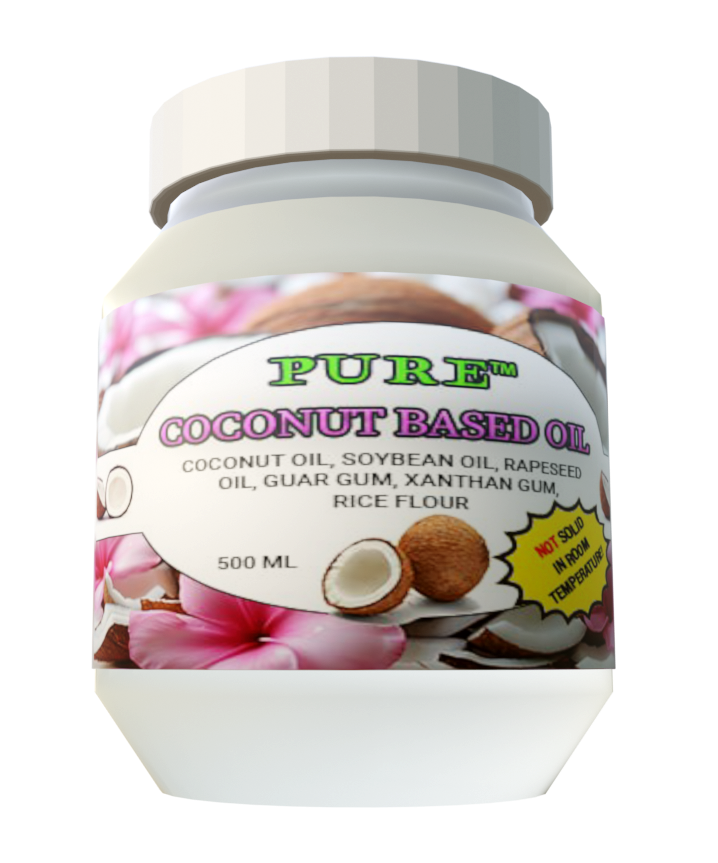 PURE™
COCONUT BASED OIL
COCONUT OIL, SOYBEAN OIL, RAPESEED
OIL, GUAR GUM, XANTHAN GUM,
RICE FLOUR
500 ML
NOT SOLID
IN ROOM
TEMPERATURE!